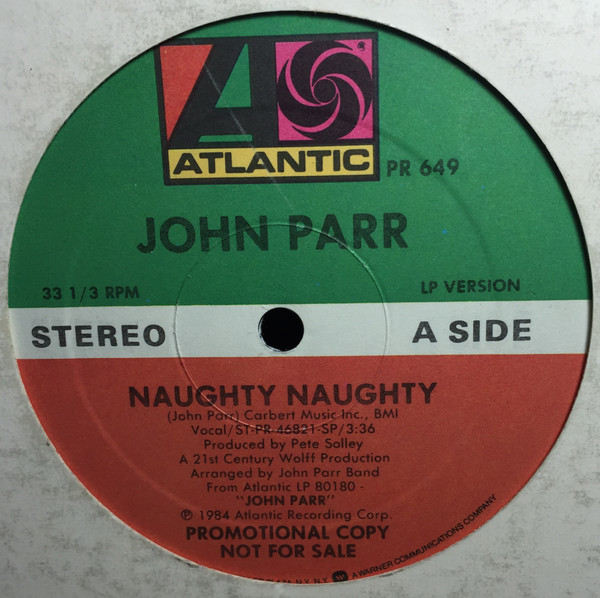 ATLANTIC
PR 649
JOHN PARR
33 1/3 RPM
LP VERSION
STEREO
A SIDE
NAUGHTY NAUGHTY
(John Parr) Carbert Music Inc., BMI
Vocal/ST-PR-46821-SP/3:36
Produced by Pete Solley
A 21st Century Wolff Production
Arranged by John Parr Band
From Atlantic LP 80180 -
"JOHN PARR"
℗ 1984 Atlantic Recording Corp.
PROMOTIONAL COPY
NOT FOR SALE
N.Y. N.Y. A WARNER COMMUNICATIONS COMPANY